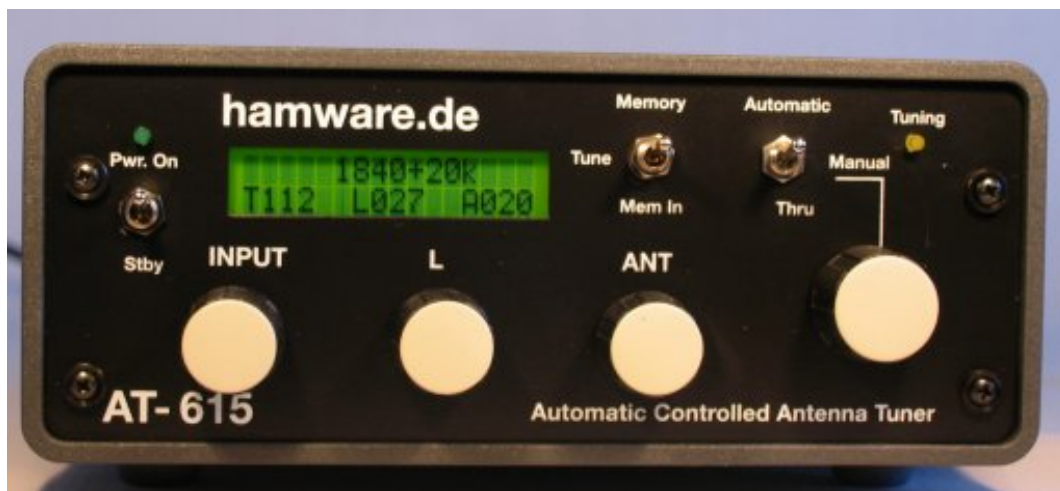 hamware.de
Memory
Automatic
Tuning
Pwr. On
Tune
Manual
1840+20k
T112 L027 A020
Mem In
Thru
Stby
INPUT
L
ANT
AT- 615
Automatic Controlled Antenna Tuner